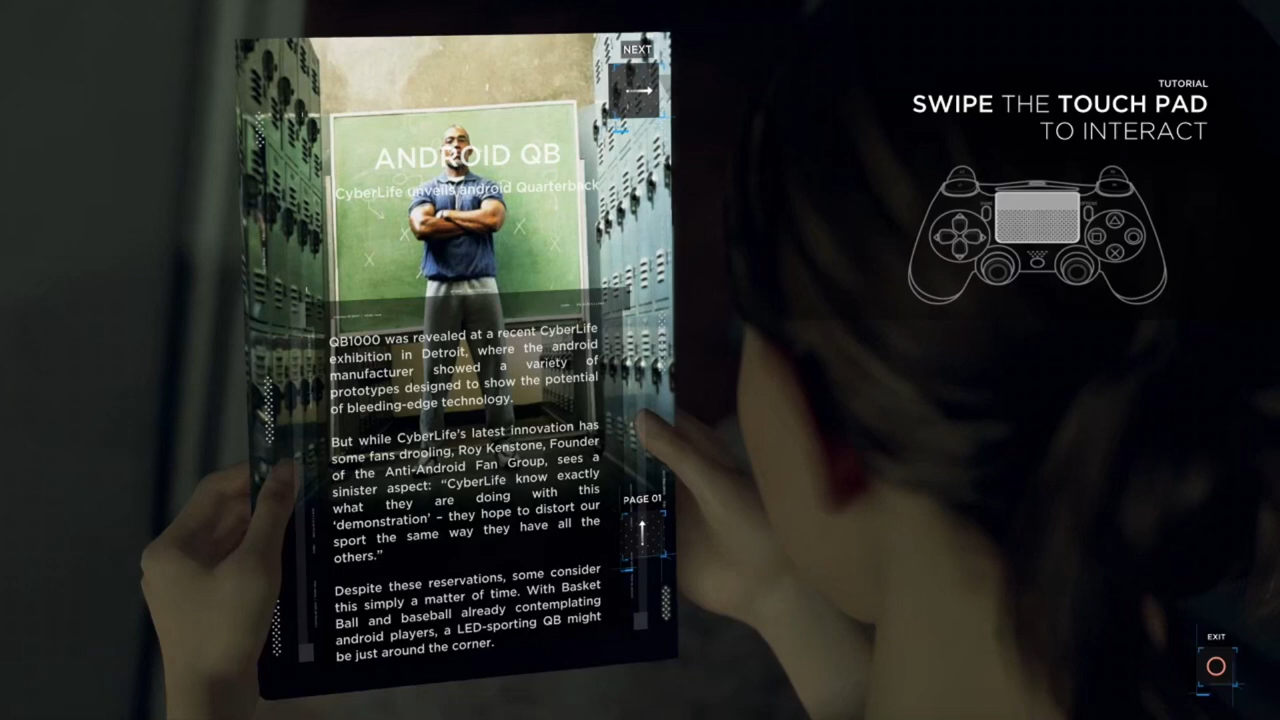 NEXT
ANDROID QB
CyberLife unveils android Quarterback
QB1000 was revealed at a recent CyberLife
exhibition in Detroit, where the android
manufacturer showed a variety of
prototypes designed to show the potential
of bleeding-edge technology.
But while CyberLife's latest innovation has
some fans drooling, Roy Kenstone, Founder
of the Anti-Android Fan Group, sees a
sinister aspect: “CyberLife know exactly
what they are doing with this
‘demonstration’ – they hope to distort our
sport the same way they have all the
others.”
Despite these reservations, some consider
this simply a matter of time. With Basket
Ball and baseball already contemplating
android players, a LED-sporting QB might
be just around the corner.
PAGE 01
TUTORIAL
SWIPE THE TOUCH PAD
TO INTERACT
EXIT